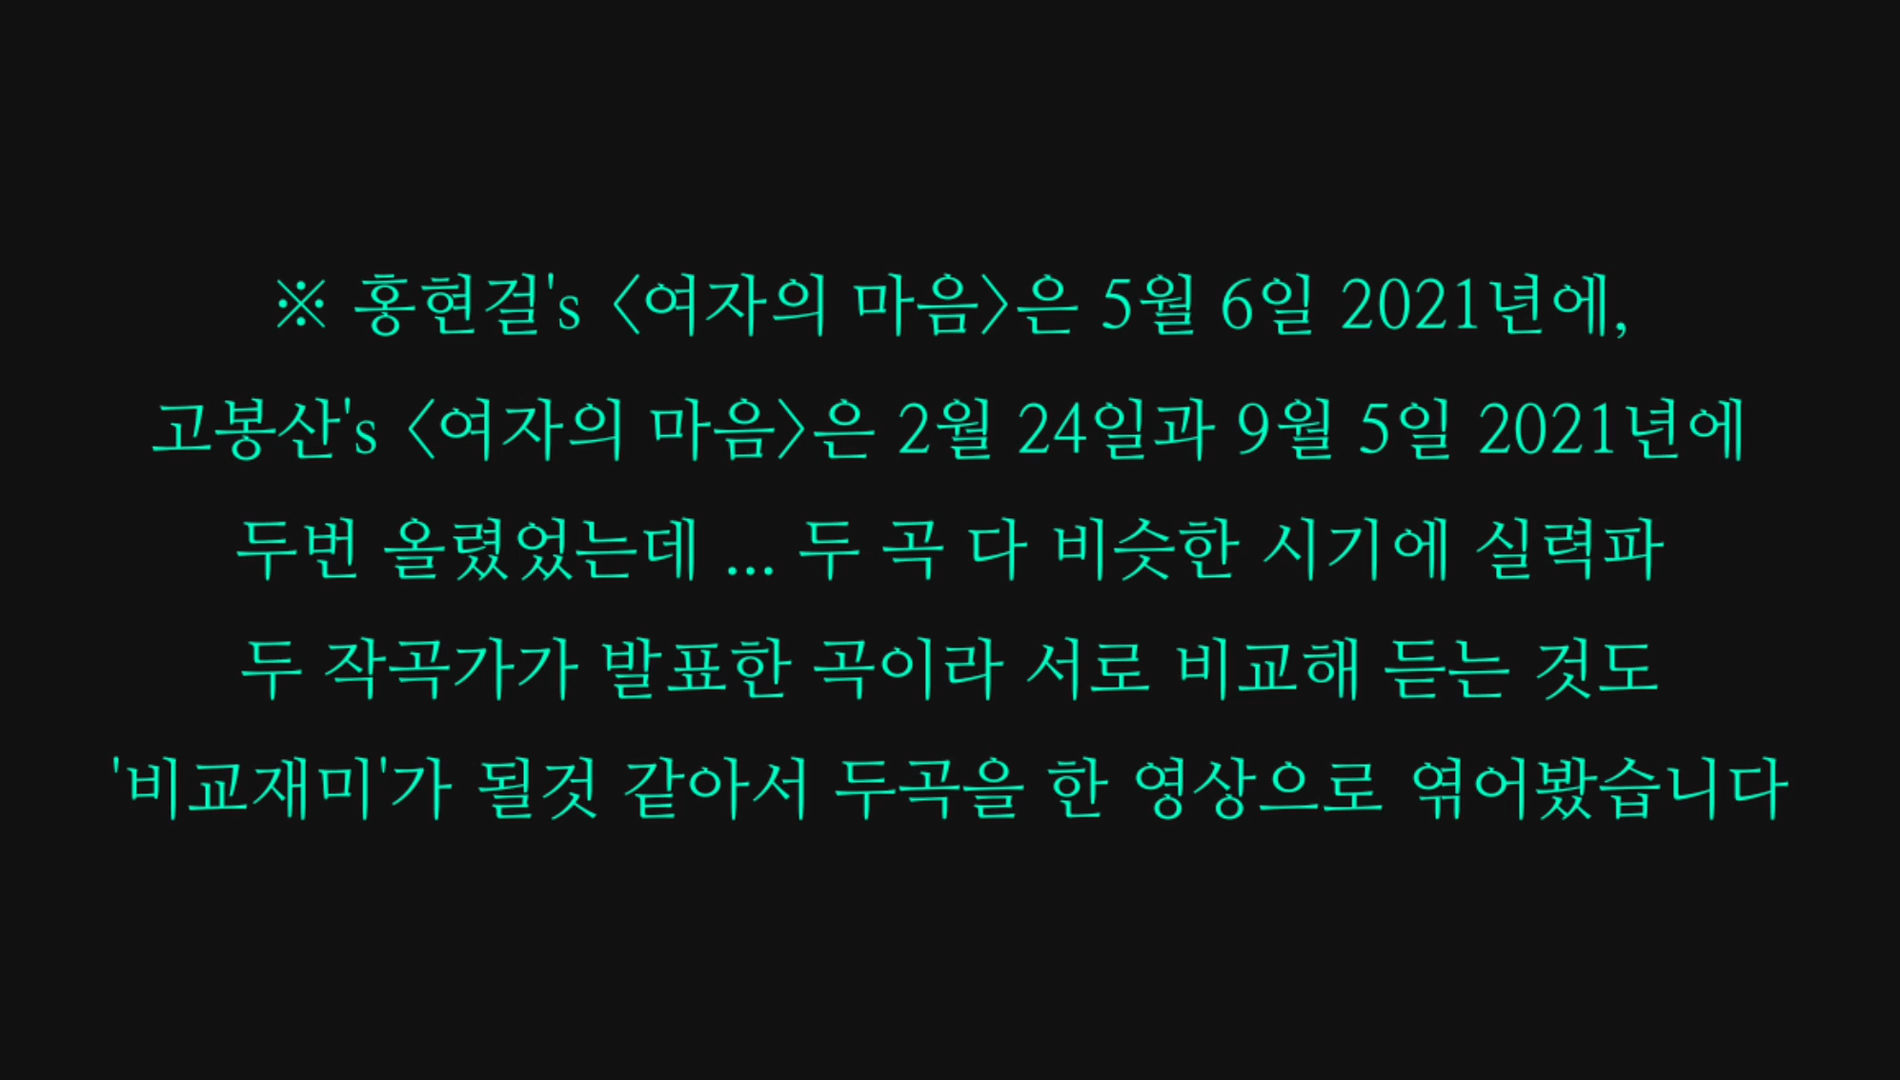 ※ 홍현걸's 〈여자의 마음〉은 5월 6일 2021년에,
고봉산's 〈여자의 마음〉은 2월 24일과 9월 5일 2021년에
두번 올렸었는데 ... 두 곡 다 비슷한 시기에 실력파
두 작곡가가 발표한 곡이라 서로 비교해 듣는 것도
'비교재미'가 될것 같아서 두곡을 한 영상으로 엮어봤습니다